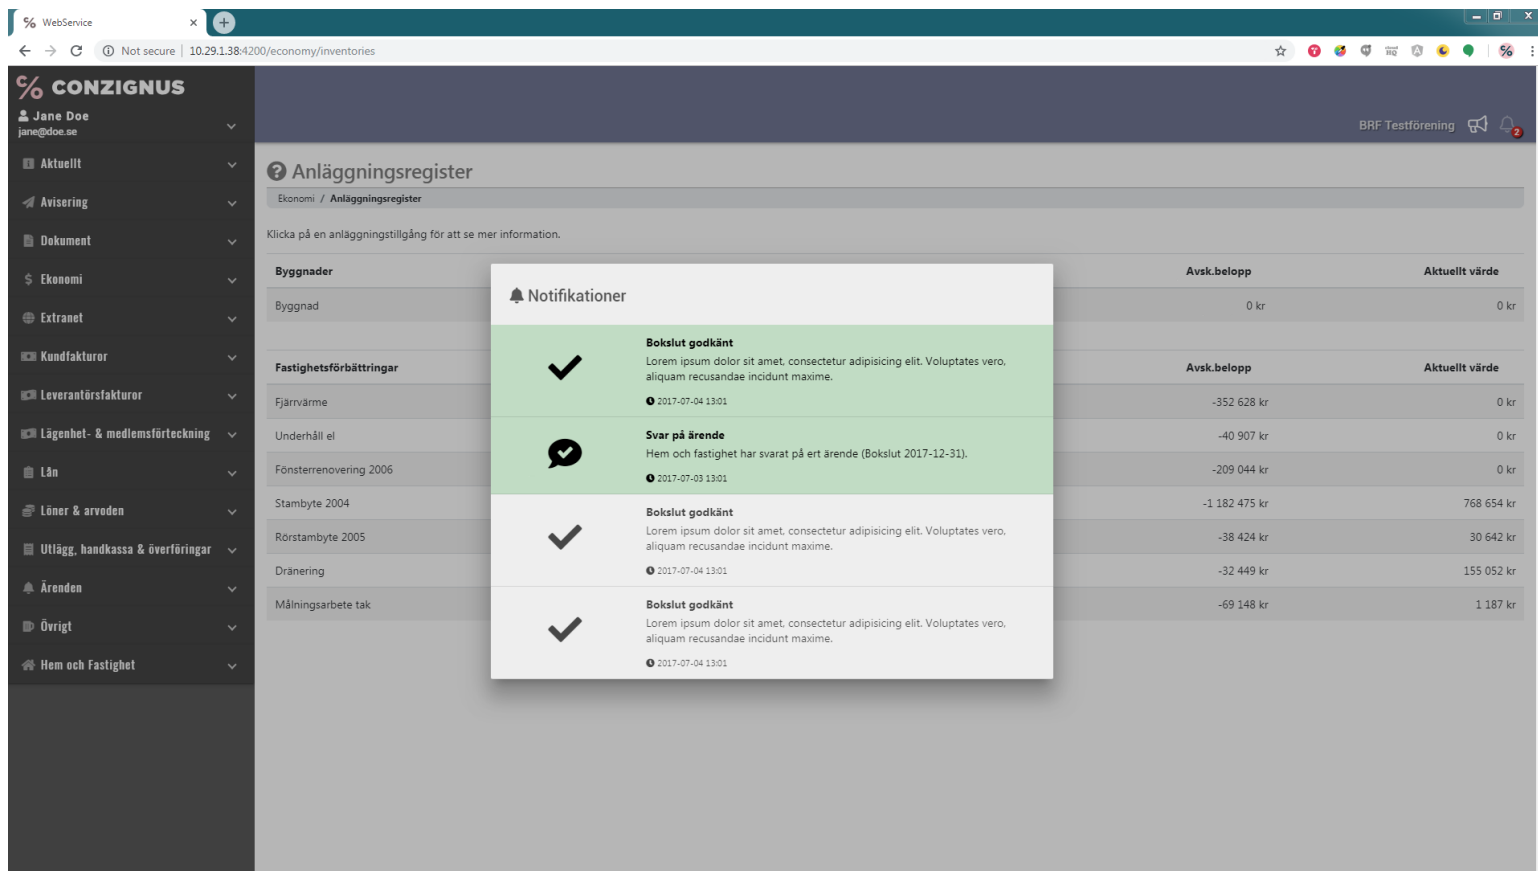 WebService
Not secure | 10.29.1.38:4200/economy/inventories
CONZIGNUS
Jane Doe
jane@doe.se
BRF Testförening
2
Aktuellt
Avisering
Dokument
Ekonomi
Extranet
Kundfakturor
Leverantörsfakturor
Lägenhet- & medlemsförteckning
Lån
Löner & arvoden
Utlägg, handkassa & överföringar
Ärenden
Övrigt
Hem och Fastighet
Anläggningsregister
Ekonomi / Anläggningsregister
Klicka på en anläggningstillgång för att se mer information.
Byggnader Avsk.belopp Aktuellt värde
Byggnad 0 kr 0 kr
Fastighetsförbättringar Avsk.belopp Aktuellt värde
Fjärrvärme -352 628 kr 0 kr
Underhåll el -40 907 kr 0 kr
Fönsterrenovering 2006 -209 044 kr 0 kr
Stambyte 2004 -1 182 475 kr 768 654 kr
Rörstambyte 2005 -38 424 kr 30 642 kr
Dränering -32 449 kr 155 052 kr
Målningsarbete tak -69 148 kr 1 187 kr
Notifikationer
Bokslut godkänt
Lorem ipsum dolor sit amet, consectetur adipisicing elit. Voluptates vero,
aliquam recusandae incidunt maxime.
2017-07-04 13:01
Svar på ärende
Hem och fastighet har svarat på ert ärende (Bokslut 2017-12-31).
2017-07-03 13:01
Bokslut godkänt
Lorem ipsum dolor sit amet, consectetur adipisicing elit. Voluptates vero,
aliquam recusandae incidunt maxime.
2017-07-04 13:01
Bokslut godkänt
Lorem ipsum dolor sit amet, consectetur adipisicing elit. Voluptates vero,
aliquam recusandae incidunt maxime.
2017-07-04 13:01